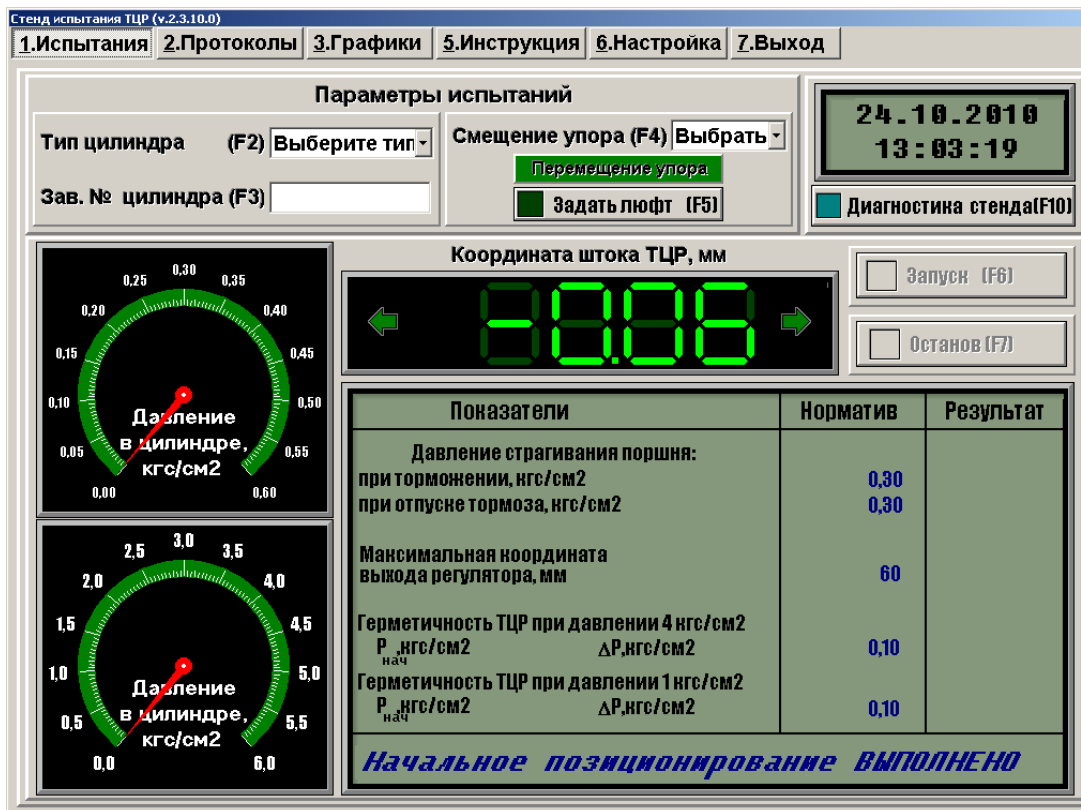 Стенд испытания ТЦР (v.2.3.10.0)
1.Испытания 2.Протоколы 3.Графики 5.Инструкция 6.Настройка 7.Выход
Параметры испытаний
Тип цилиндра (F2) Выберите тип
Зав. № цилиндра (F3)
Смещение упора (F4) Выбрать
Перемещение упора
Задать люфт (F5)
24.10.2010
13:03:19
Диагностика стенда(F10)
0,00 0,05 0,10 0,15 0,20 0,25 0,30 0,35 0,40 0,45 0,50 0,55 0,60
Давление
в цилиндре,
кгс/см2
0,0 0,5 1,0 1,5 2,0 2,5 3,0 3,5 4,0 4,5 5,0 5,5 6,0
Давление
в цилиндре,
кгс/см2
Координата штока ТЦР, мм
-0.06
Запуск (F6)
Останов (F7)
Показатели Норматив Результат
Давление страгивания поршня:
при торможении, кгс/см2 0,30
при отпуске тормоза, кгс/см2 0,30
Максимальная координата
выхода регулятора, мм 60
Герметичность ТЦР при давлении 4 кгс/см2
Pнач,кгс/см2 ΔP,кгс/см2 0,10
Герметичность ТЦР при давлении 1 кгс/см2
Pнач,кгс/см2 ΔP,кгс/см2 0,10
Начальное позиционирование ВЫПОЛНЕНО